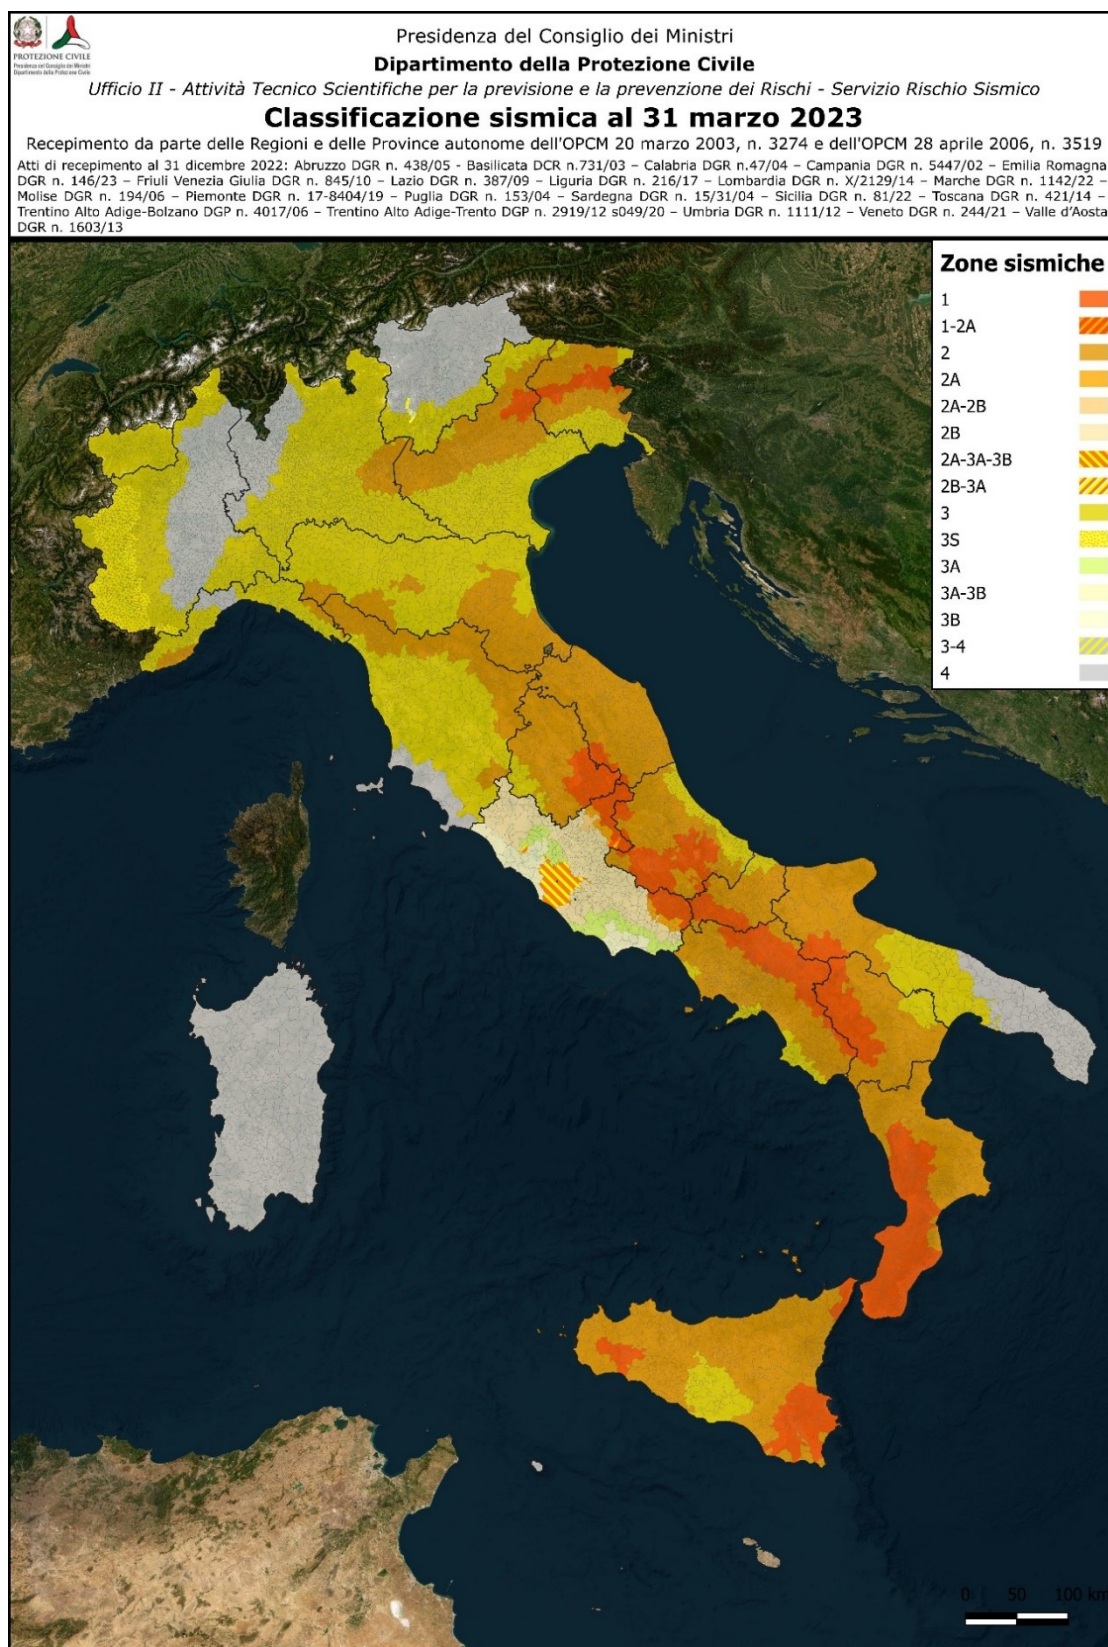 PROTEZIONE CIVILE
Presidenza del Consiglio dei Ministri
Dipartimento della Protezione Civile
Presidenza del Consiglio dei Ministri
Dipartimento della Protezione Civile
Ufficio II - Attività Tecnico Scientifiche per la previsione e la prevenzione dei Rischi - Servizio Rischio Sismico
Classificazione sismica al 31 marzo 2023
Recepimento da parte delle Regioni e delle Province autonome dell'OPCM 20 marzo 2003, n. 3274 e dell'OPCM 28 aprile 2006, n. 3519
Atti di recepimento al 31 dicembre 2022: Abruzzo DGR n. 438/05 - Basilicata DCR n.731/03 – Calabria DGR n.47/04 – Campania DGR n. 5447/02 – Emilia Romagna
DGR n. 146/23 – Friuli Venezia Giulia DGR n. 845/10 – Lazio DGR n. 387/09 – Liguria DGR n. 216/17 – Lombardia DGR n. X/2129/14 – Marche DGR n. 1142/22 –
Molise DGR n. 194/06 – Piemonte DGR n. 17-8404/19 – Puglia DGR n. 153/04 – Sardegna DGR n. 15/31/04 – Sicilia DGR n. 81/22 – Toscana DGR n. 421/14 –
Trentino Alto Adige-Bolzano DGP n. 4017/06 – Trentino Alto Adige-Trento DGP n. 2919/12 s049/20 – Umbria DGR n. 1111/12 – Veneto DGR n. 244/21 – Valle d'Aosta
DGR n. 1603/13
Zone sismiche
1
1-2A
2
2A
2A-2B
2B
2A-3A-3B
2B-3A
3
3S
3A
3A-3B
3B
3-4
4
0 50 100 km